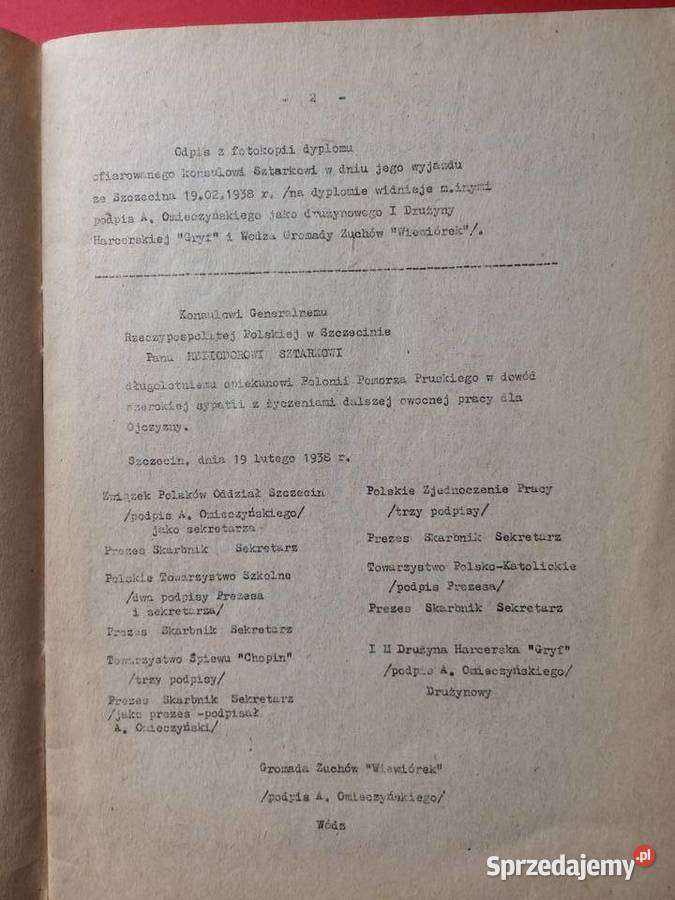 - 2 -
Odpis z fotokopii dyplomu
ofiarowanego konsulowi Sztarkowi w dniu jego wyjazdu
ze Szczecina 19.02.1938 r. /na dyplomie widnieje m.innymi
podpis A. Omieczyńskiego jako drużynowego I Drużyny
Harcerskiej "Gryf" i Wodza Gromady Zuchów "Wiewiórek"/.
Konsulowi Generalnemu
Rzeczypospolitej Polskiej w Szczecinie
Panu HELIODOROWI SZTARKOWI
długoletniemu opiekunowi Polonii Pomorza Pruskiego w dowód
szerokiej sypatii z życzeniami dalszej owocnej pracy dla
Ojczyzny.
Szczecin, dnia 19 lutego 1938 r.
Związek Polaków Oddział Szczecin
/podpis A. Omieczyńskiego/
jako sekretarza
Prezes Skarbnik Sekretarz
Polskie Towarzystwo Szkolne
/dwa podpisy Prezesa
i sekretarza/
Prezes Skarbnik Sekretarz
Towarzystwo Śpiewu "Chopin"
/trzy podpisy/
Prezes Skarbnik Sekretarz
/jako prezes -podpisał
A. Omieczyński/
Polskie Zjednoczenie Pracy
/trzy podpisy/
Prezes Skarbnik Sekretarz
Towarzystwo Polsko-Katolickie
/podpis Prezesa/
Prezes Skarbnik Sekretarz
I M Drużyna Harcerska "Gryf"
/podpis A. Omieczyńskiego/
Drużynowy
Gromada Zuchów "Wiewiórek"
/podpis A. Omieczyńskiego/
Wódz
Sprzedajemy.pl